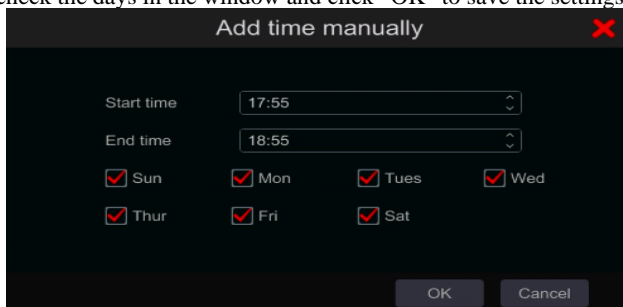 check the days in the window and click "OK" to save the settings
Add time manually
Start time 17:55
End time 18:55
Sun Mon Tues Wed
Thur Fri Sat
OK Cancel